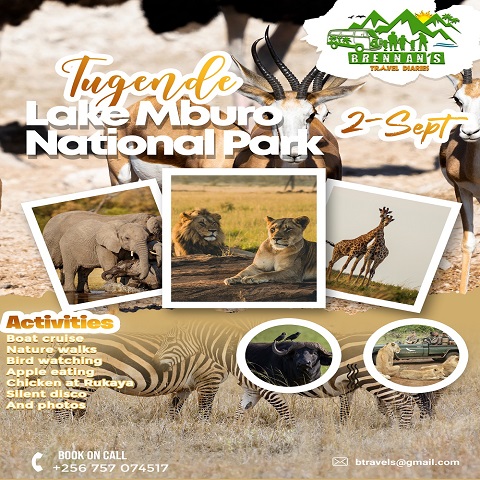 BRENNAN'S
TRAVEL DIARIES
Tugende
Lake Mburo
National Park
2-Sept
Activities
Boat cruise
Nature walks
Bird watching
Apple eating
Chicken at Rukaya
Silent disco
And photos
BOOK ON CALL
+256 757 074517
btravels@gmail.com